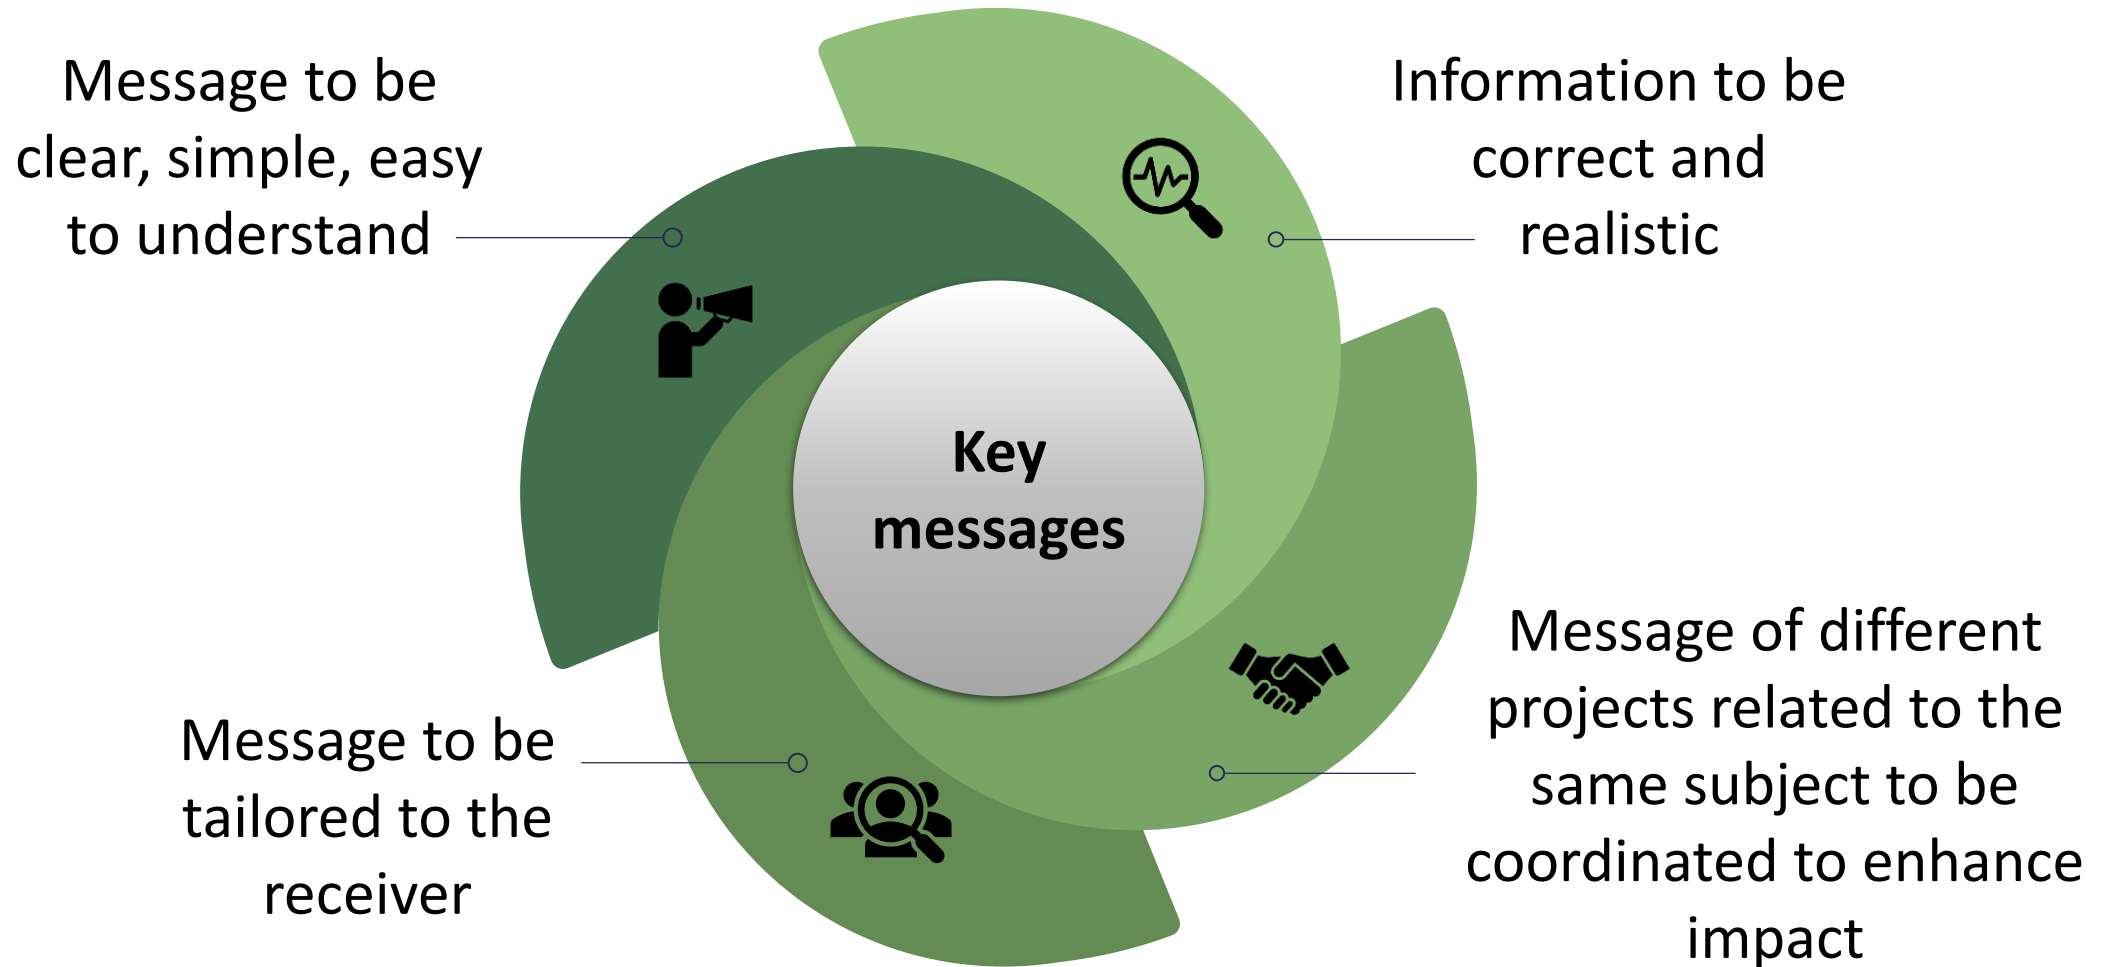 Message to be
clear, simple, easy
to understand
Information to be
correct and
realistic
Key
messages
Message to be
tailored to the
receiver
Message of different
projects related to the
same subject to be
coordinated to enhance
impact